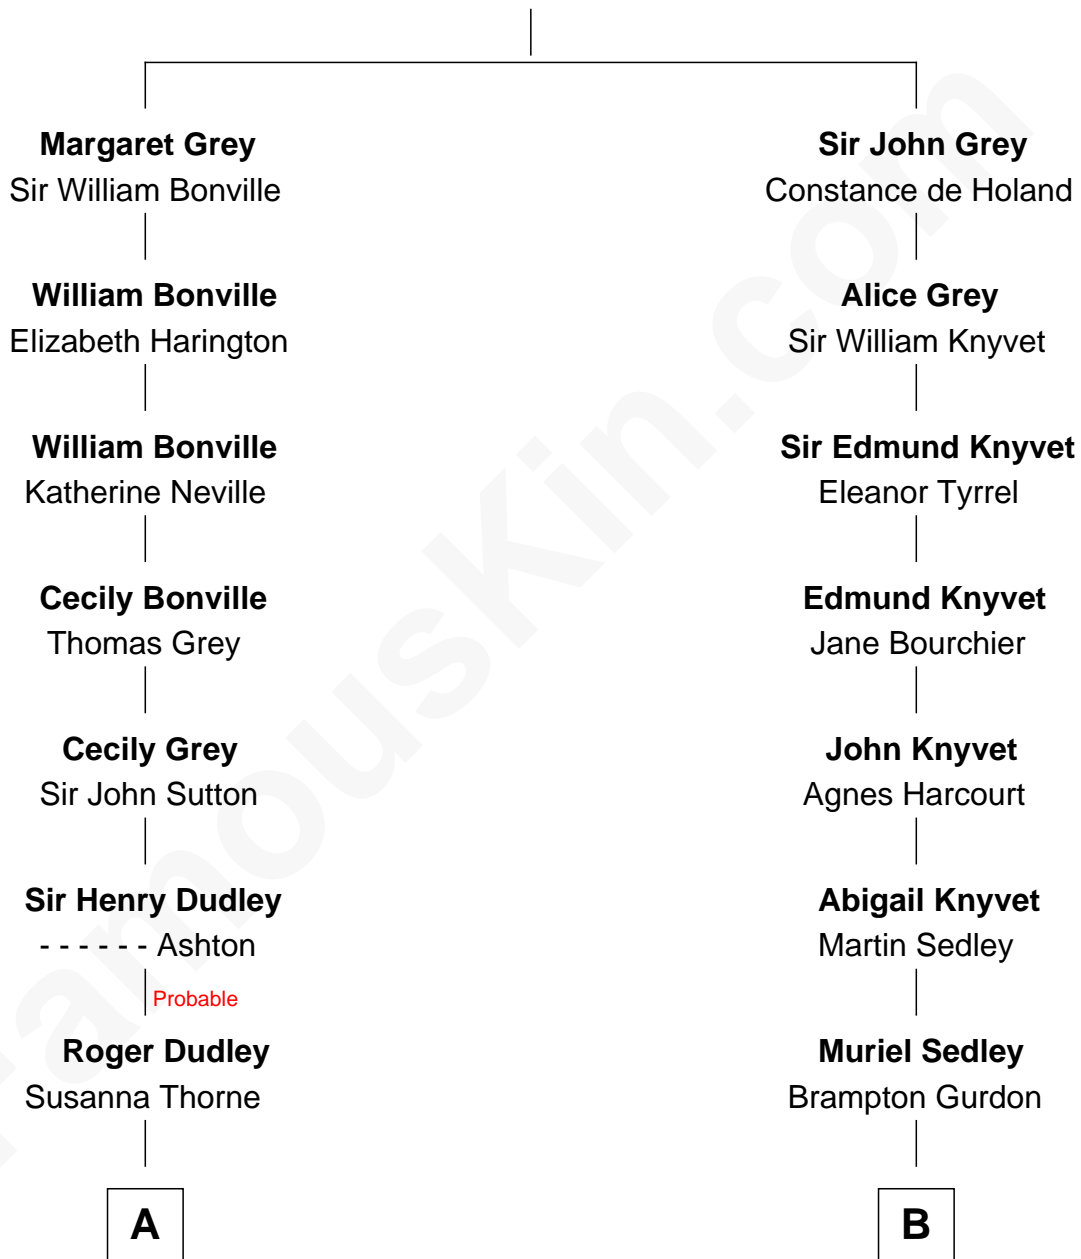 Margaret Grey
Sir William Bonville
Sir John Grey
Constance de Holand
William Bonville
Elizabeth Harington
Alice Grey
Sir William Knyvet
William Bonville
Katherine Neville
Sir Edmund Knyvet
Eleanor Tyrrel
Cecily Bonville
Thomas Grey
Edmund Knyvet
Jane Bourchier
Cecily Grey
Sir John Sutton
John Knyvet
Agnes Harcourt
Sir Henry Dudley
- - - - - - Ashton
Probable
Abigail Knyvet
Martin Sedley
Roger Dudley
Susanna Thorne
Muriel Sedley
Brampton Gurdon
A
B
FamousKin.com